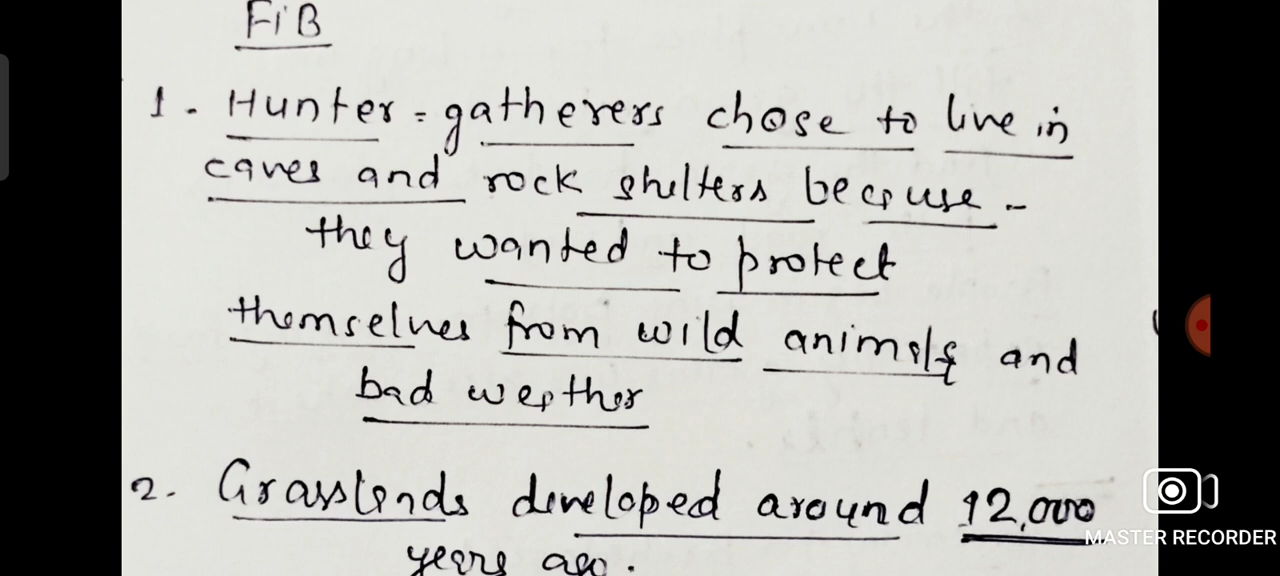 FiB
1. Hunter-gatherers chose to live in
caves and rock shelters because -
they wanted to protect
themselves from wild animals and
bad weather
2. Grasslands developed around 12,000
years ago.
MASTER RECORDER